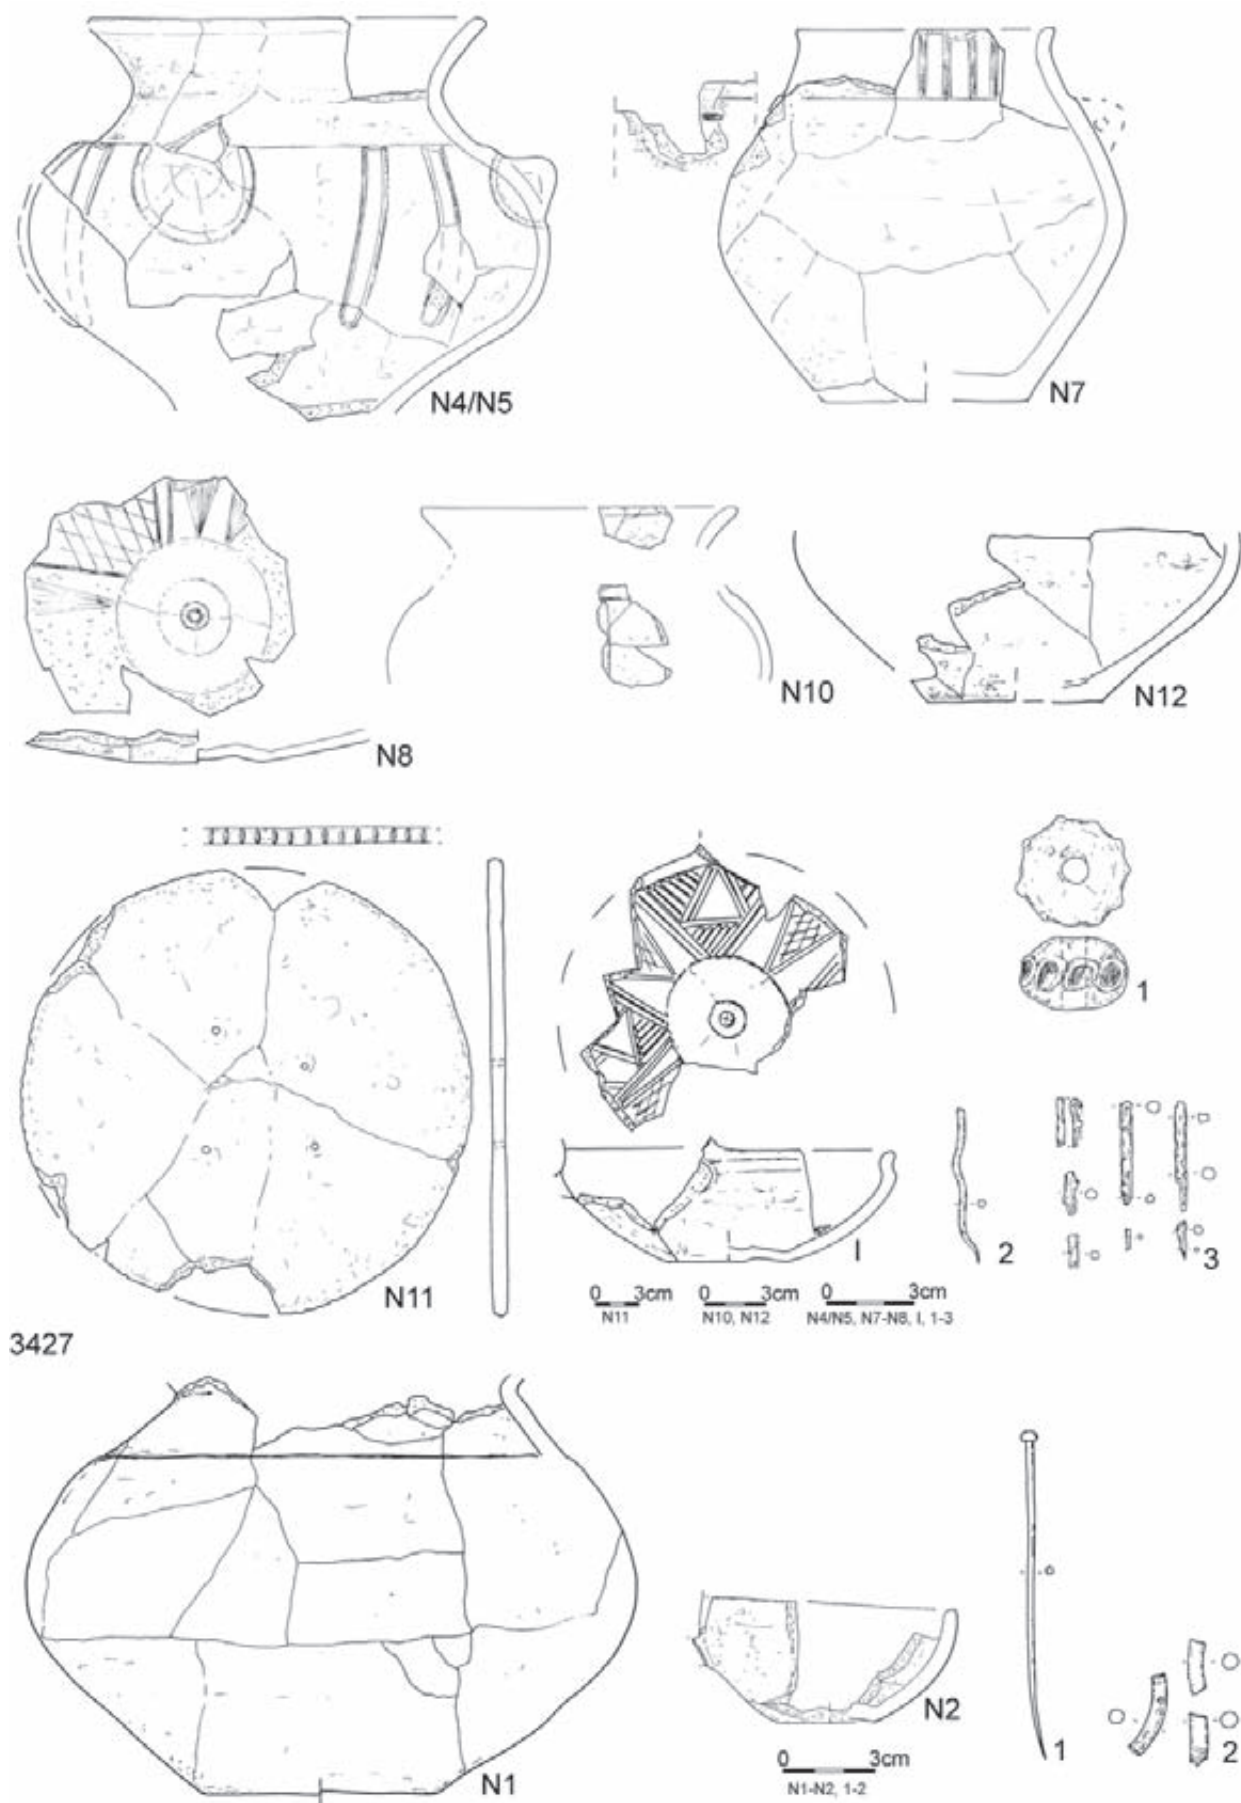 N4/N5
N7
N8
N10
N12
N11
I
1
2
3
0 3cm
N11
0 3cm
N10, N12
0 3cm
N4/N5, N7-N8, I, 1-3
3427
N1
N2
1
2
0 3cm
N1-N2, 1-2